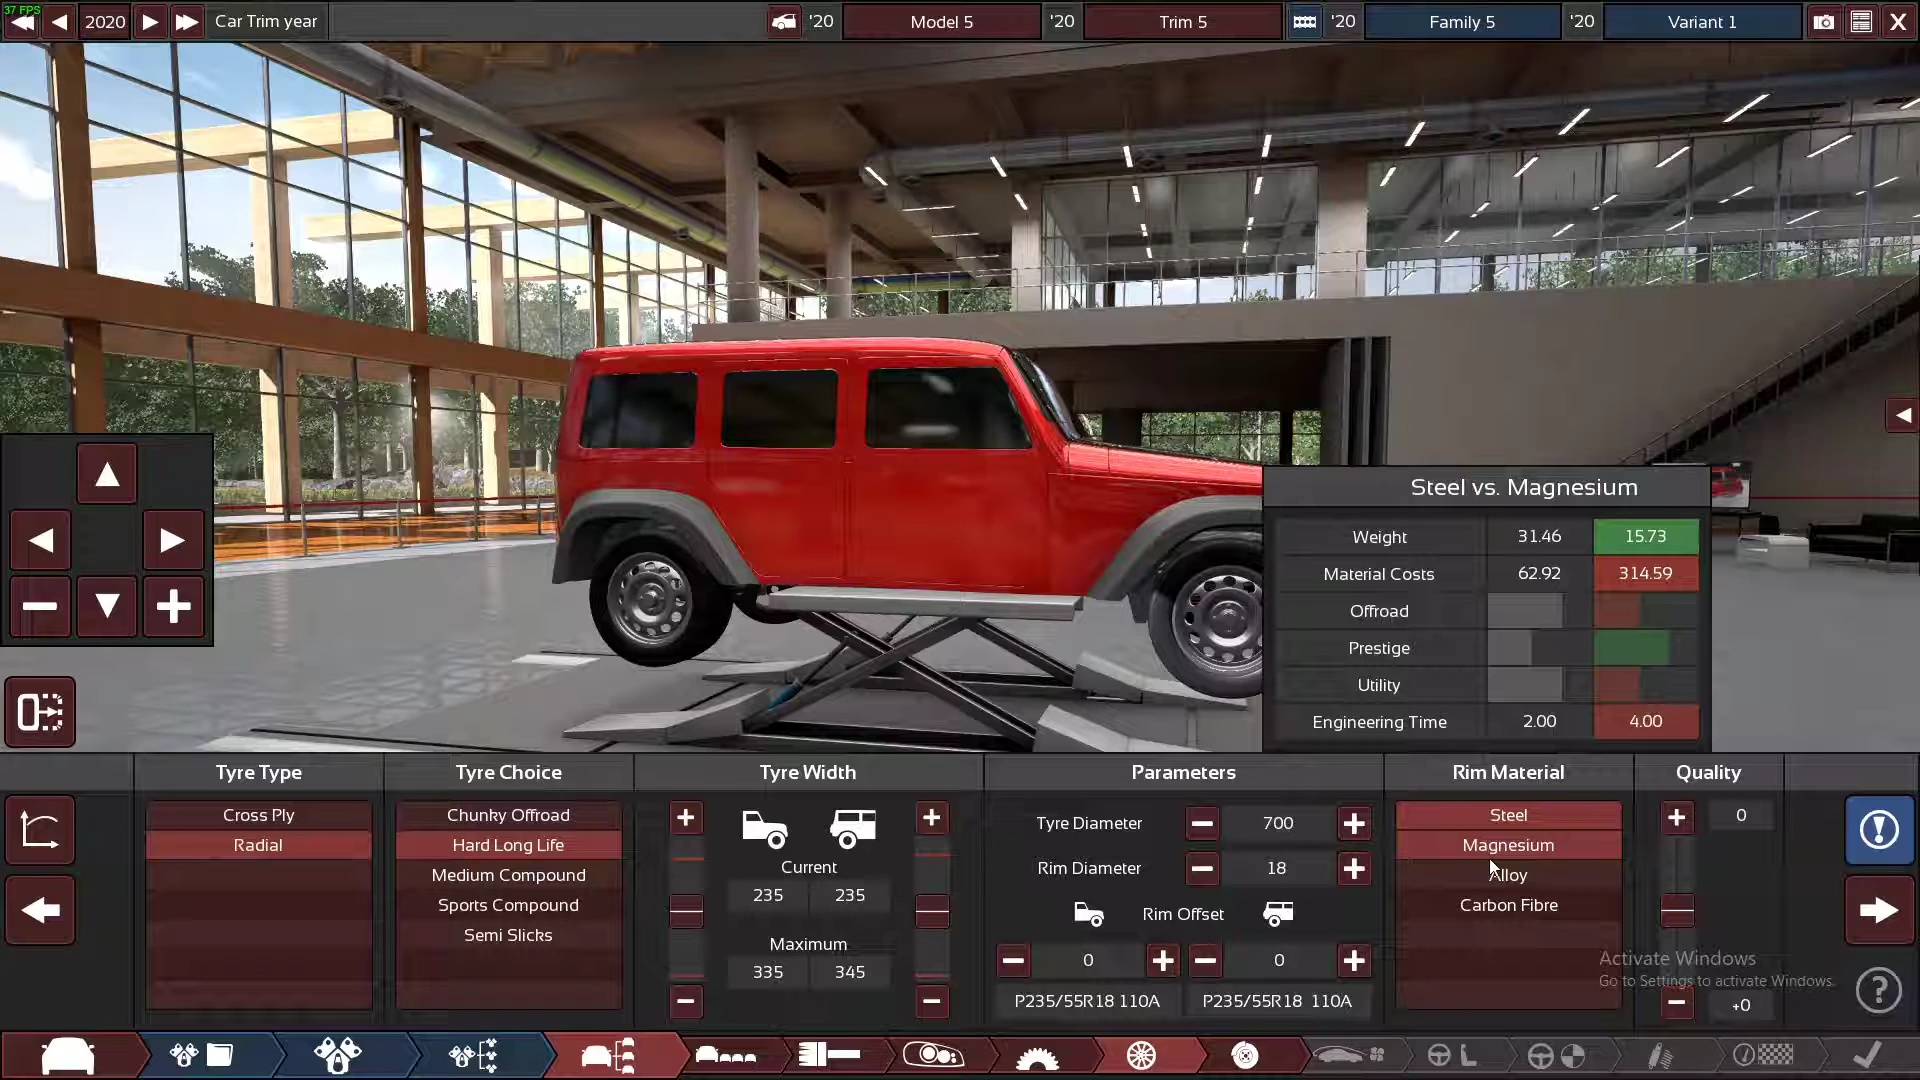 37 FPS
2020 Car Trim year '20 Model 5 '20 Trim 5 '20 Family 5 '20 Variant 1
Steel vs. Magnesium
Weight 31.46 15.73
Material Costs 62.92 314.59
Offroad
Prestige
Utility
Engineering Time 2.00 4.00
Tyre Type
Cross Ply
Radial
Tyre Choice
Chunky Offroad
Hard Long Life
Medium Compound
Sports Compound
Semi Slicks
Tyre Width
Current
235 235
Maximum
335 345
Parameters
Tyre Diameter 700
Rim Diameter 18
Rim Offset
0 0
P235/55R18 110A P235/55R18 110A
Rim Material
Steel
Magnesium
Alloy
Carbon Fibre
Quality
0
+0
Activate Windows
Go to Settings to activate Windows.
?